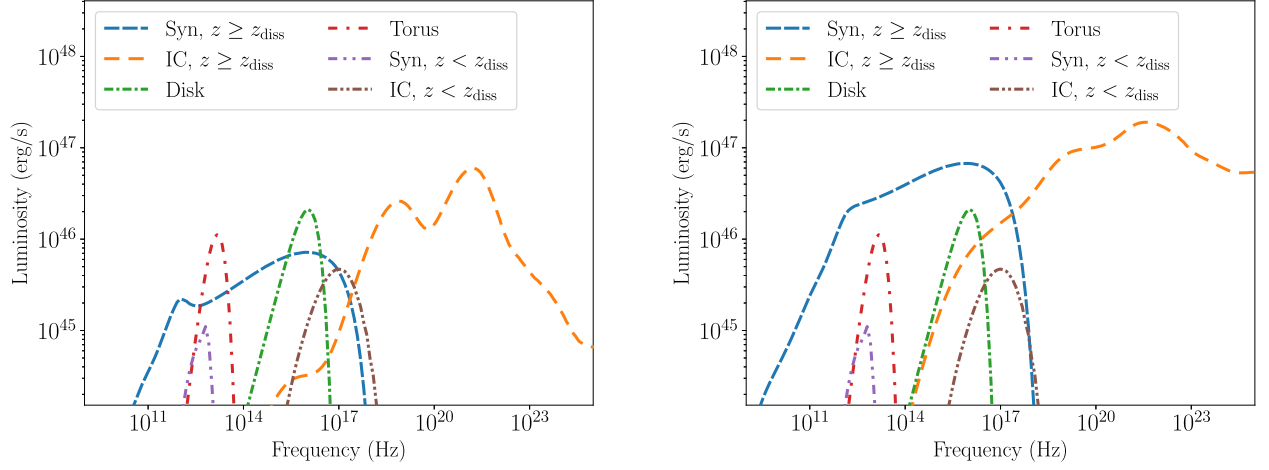 Syn, z ≥ z_diss
IC, z ≥ z_diss
Disk
Torus
Syn, z < z_diss
IC, z < z_diss
10^48
10^47
10^46
10^45
Luminosity (erg/s)
10^11 10^14 10^17 10^20 10^23
Frequency (Hz)
Syn, z ≥ z_diss
IC, z ≥ z_diss
Disk
Torus
Syn, z < z_diss
IC, z < z_diss
10^48
10^47
10^46
10^45
Luminosity (erg/s)
10^11 10^14 10^17 10^20 10^23
Frequency (Hz)